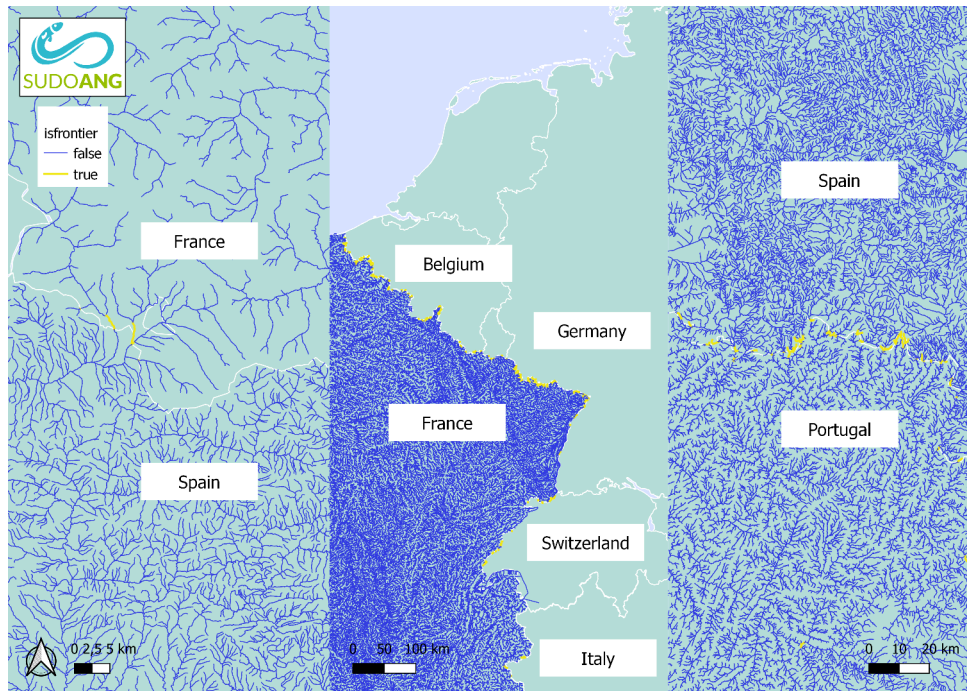 SUDOANG
isfrontier
false
true
France
Spain
0 2,5 5 km
Belgium
Germany
France
Switzerland
Italy
0 50 100 km
Spain
Portugal
0 10 20 km